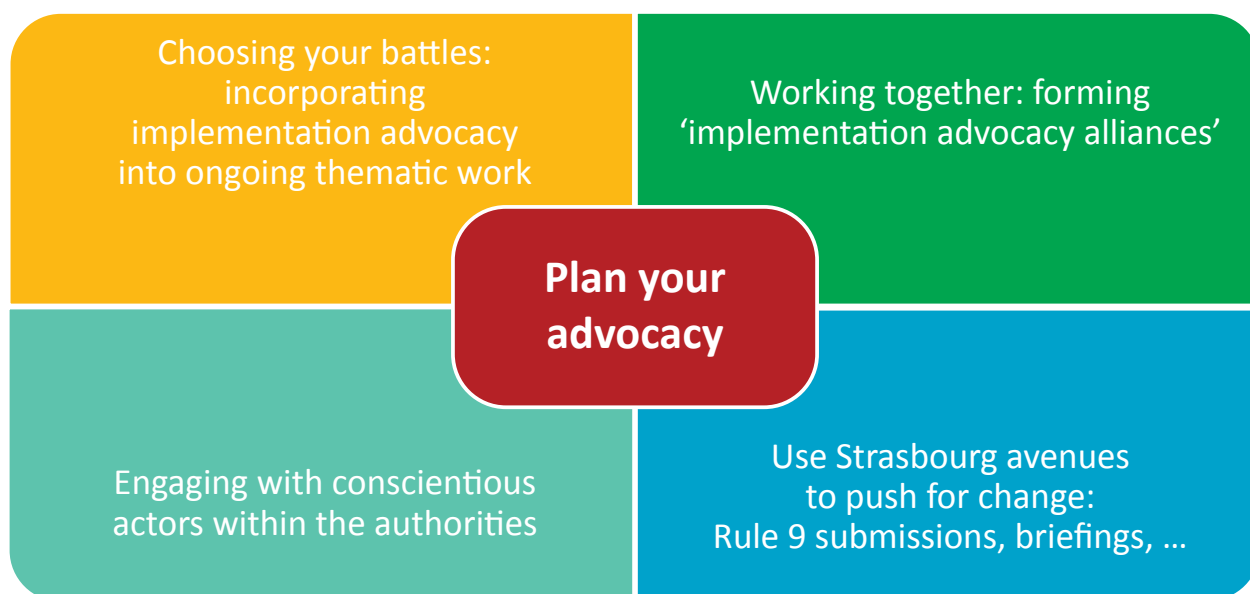 Choosing your battles:
incorporating
implementation advocacy
into ongoing thematic work
Working together: forming
‘implementation advocacy alliances’
Plan your
advocacy
Engaging with conscientious
actors within the authorities
Use Strasbourg avenues
to push for change:
Rule 9 submissions, briefings, ...